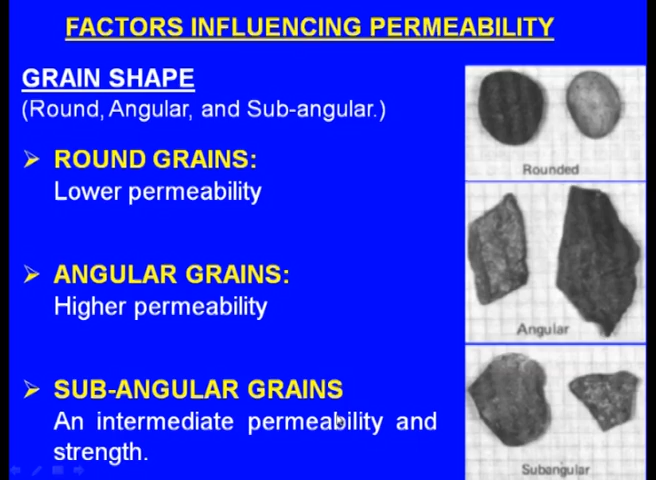 FACTORS INFLUENCING PERMEABILITY
GRAIN SHAPE
(Round, Angular, and Sub-angular.)
ROUND GRAINS:
Lower permeability
ANGULAR GRAINS:
Higher permeability
SUB-ANGULAR GRAINS
An intermediate permeability and
strength.
Rounded
Angular
Subangular